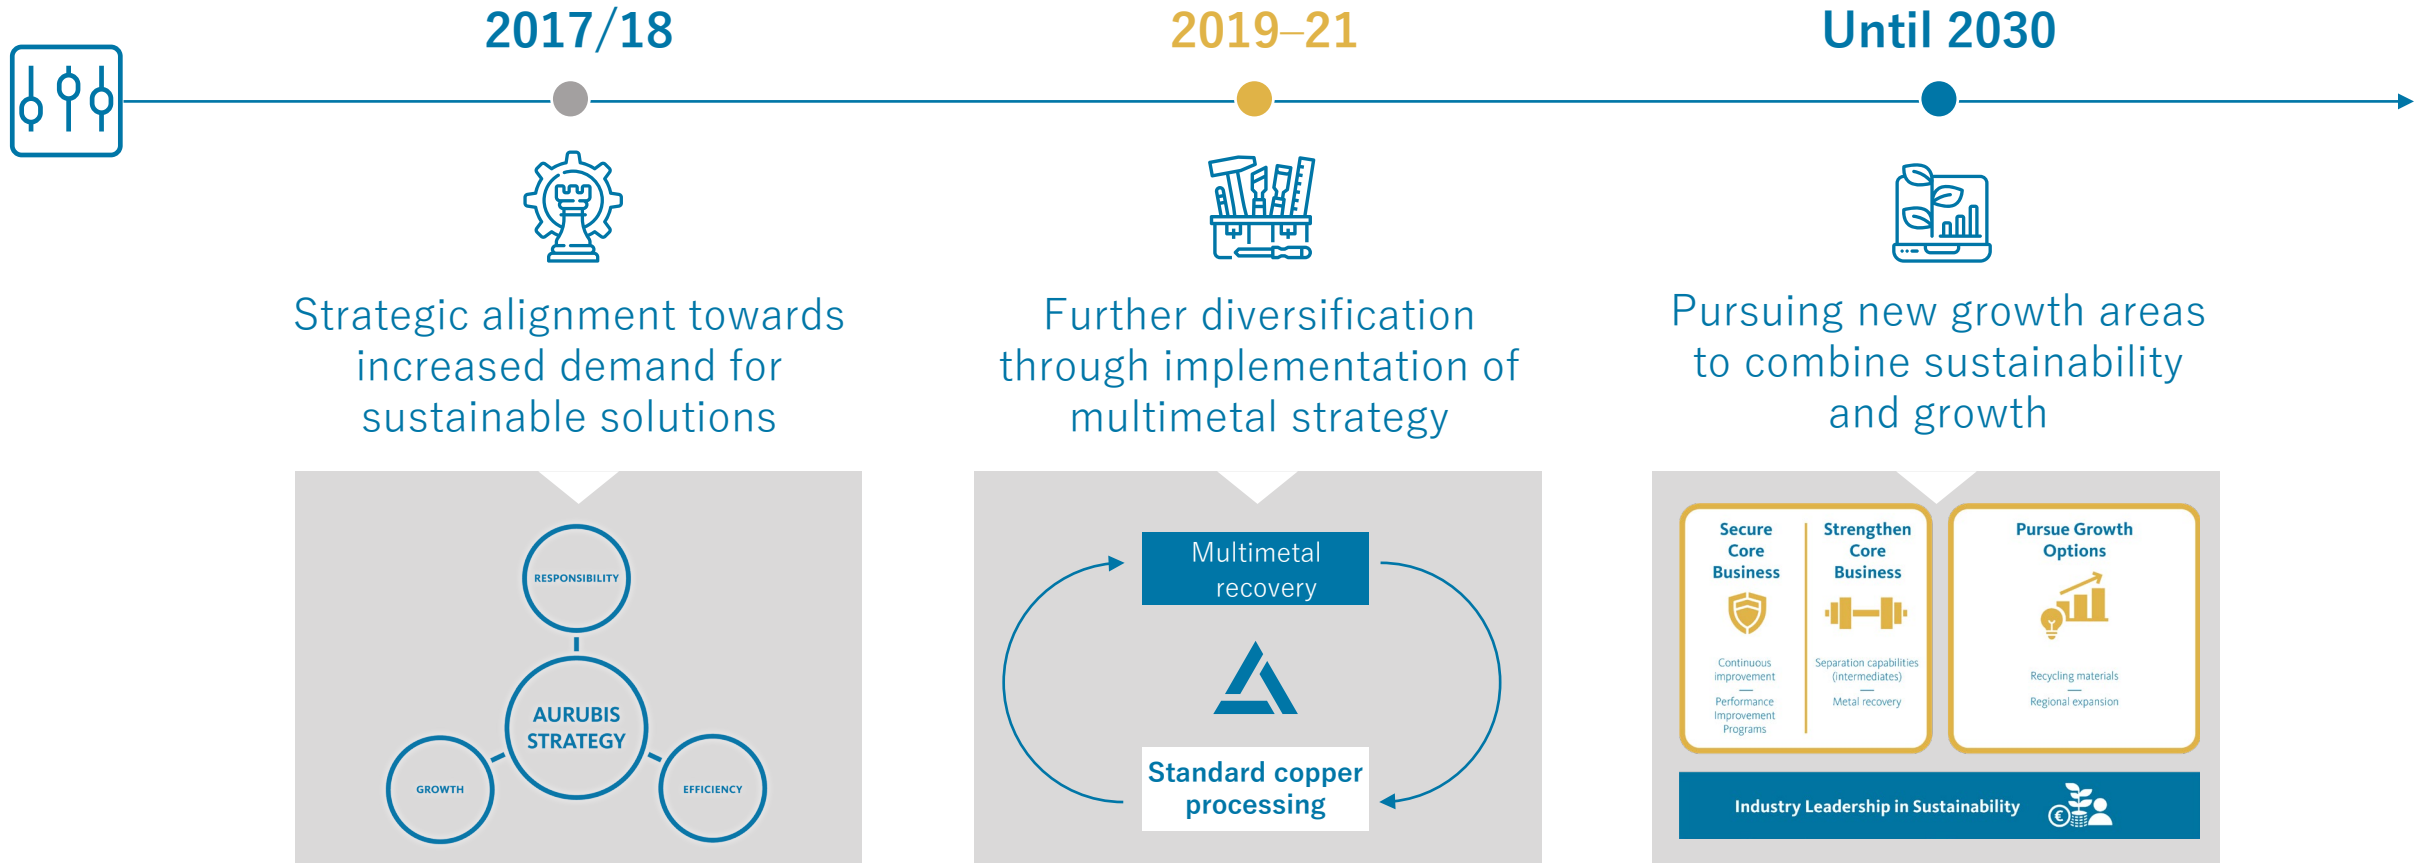 2017/18
2019–21
Until 2030
Strategic alignment towards
increased demand for
sustainable solutions
Further diversification
through implementation of
multimetal strategy
Pursuing new growth areas
to combine sustainability
and growth
RESPONSIBILITY
AURUBIS
STRATEGY
GROWTH
EFFICIENCY
Multimetal
recovery
Standard copper
processing
Secure
Core
Business
Continuous
improvement
Performance
Improvement
Programs
Strengthen
Core
Business
Separation capabilities
(intermediates)
Metal recovery
Pursue Growth
Options
Recycling materials
Regional expansion
Industry Leadership in Sustainability
€